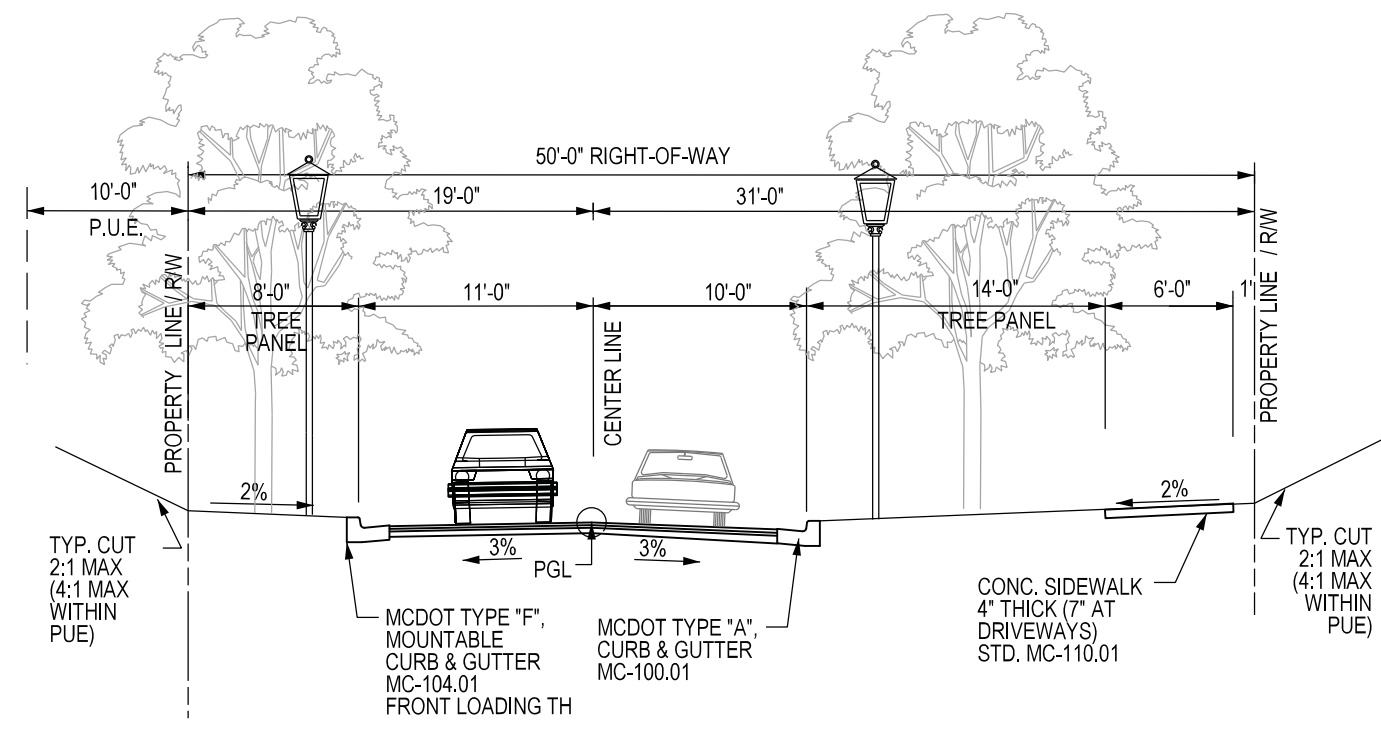 50'-0" RIGHT-OF-WAY
10'-0"
19'-0"
31'-0"
P.U.E.
PROPERTY LINE / R/W
8'-0"
TREE
PANEL
11'-0"
CENTER LINE
10'-0"
14'-0"
TREE PANEL
6'-0"
1'
PROPERTY LINE / R/W
2%
2%
3%
3%
PGL
TYP. CUT
2:1 MAX
(4:1 MAX
WITHIN
PUE)
MCDOT TYPE "F",
MOUNTABLE
CURB & GUTTER
MC-104.01
FRONT LOADING TH
MCDOT TYPE "A",
CURB & GUTTER
MC-100.01
CONC. SIDEWALK
4" THICK (7" AT
DRIVEWAYS)
STD. MC-110.01
TYP. CUT
2:1 MAX
(4:1 MAX
WITHIN
PUE)